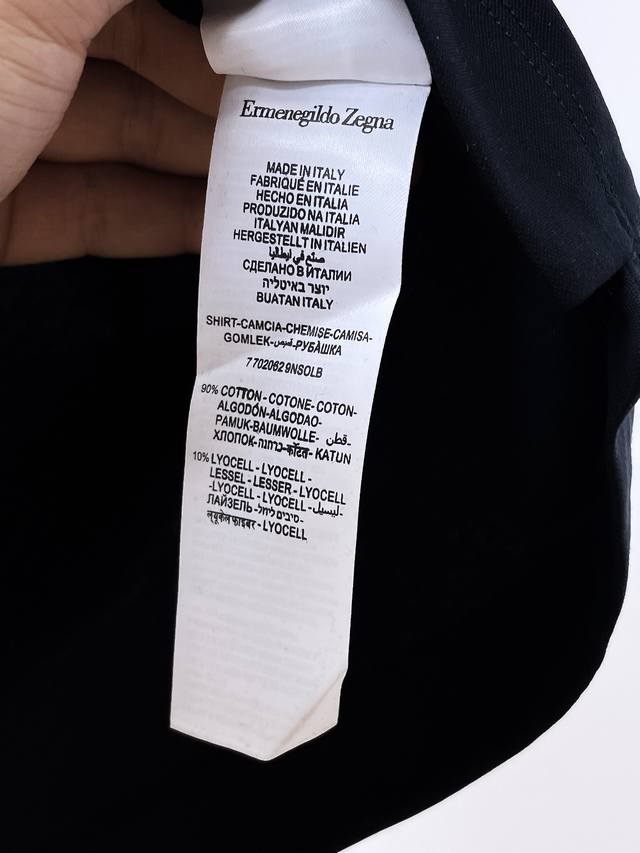 Ermenegildo Zegna
MADE IN ITALY
FABRIQUÉ EN ITALIE
HECHO EN ITALIA
PRODUZIDO NA ITALIA
ITALYAN MALIDIR
HERGESTELLT IN ITALIEN
صنع في ايطاليا
СДЕЛАНО В ИТАЛИИ
יוצר באיטליה
BUATAN ITALY
SHIRT-CAMCIA-CHEMISE-CAMISA-
GOMLEK-قميص-РУБÀШКА
7702062 9NSOLB
90% COTTON - COTONE- COTON-
ALGODÓN-ALGODAO-
PAMUK-BAUMWOLLE- قطن-
ХЛОПОК-כותנה-कॉटन- KATUN
10% LYOCELL - LYOCELL -
LESSEL - LESSER - LYOCELL
-LYOCELL - LYOCELL -ليسيل-
ЛАЙЗЕЛЬ -סיבים ליוסל-
ल्यूकेल फाइबर - LYOCELL